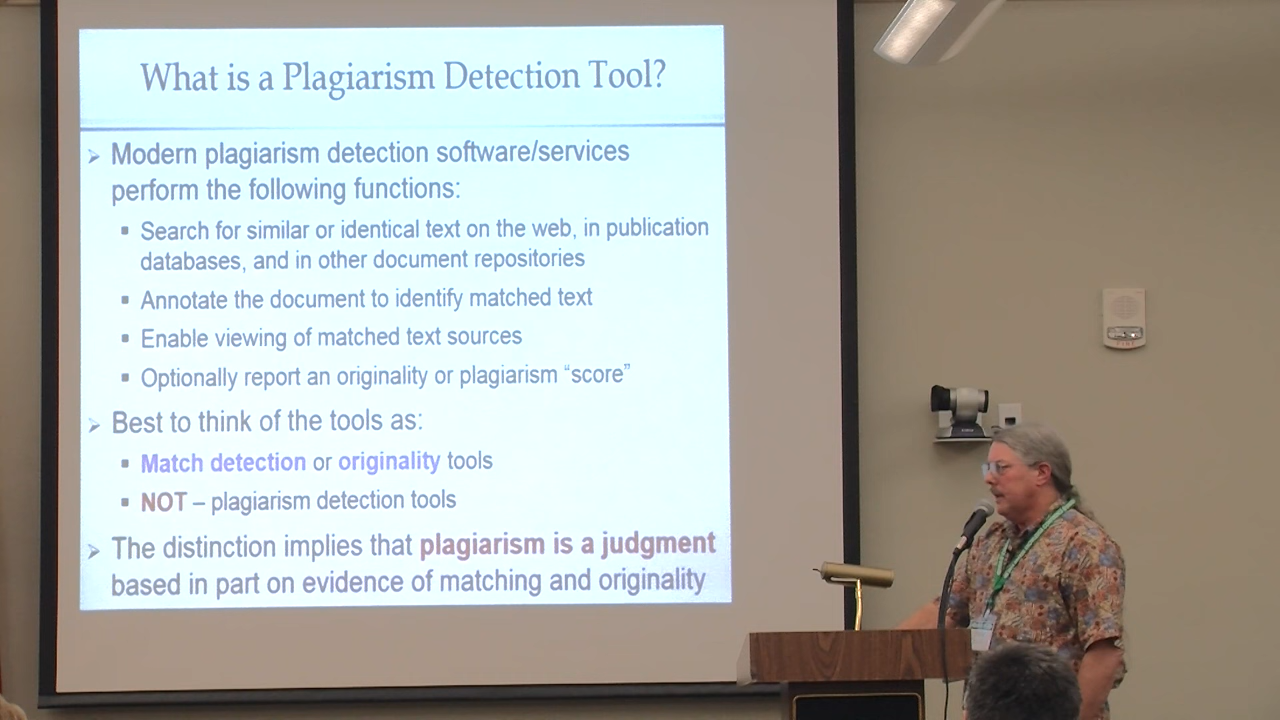 What is a Plagiarism Detection Tool?
➢ Modern plagiarism detection software/services
perform the following functions:
▪ Search for similar or identical text on the web, in publication
databases, and in other document repositories
▪ Annotate the document to identify matched text
▪ Enable viewing of matched text sources
▪ Optionally report an originality or plagiarism “score”
➢ Best to think of the tools as:
▪ Match detection or originality tools
▪ NOT – plagiarism detection tools
➢ The distinction implies that plagiarism is a judgment
based in part on evidence of matching and originality
FIRE